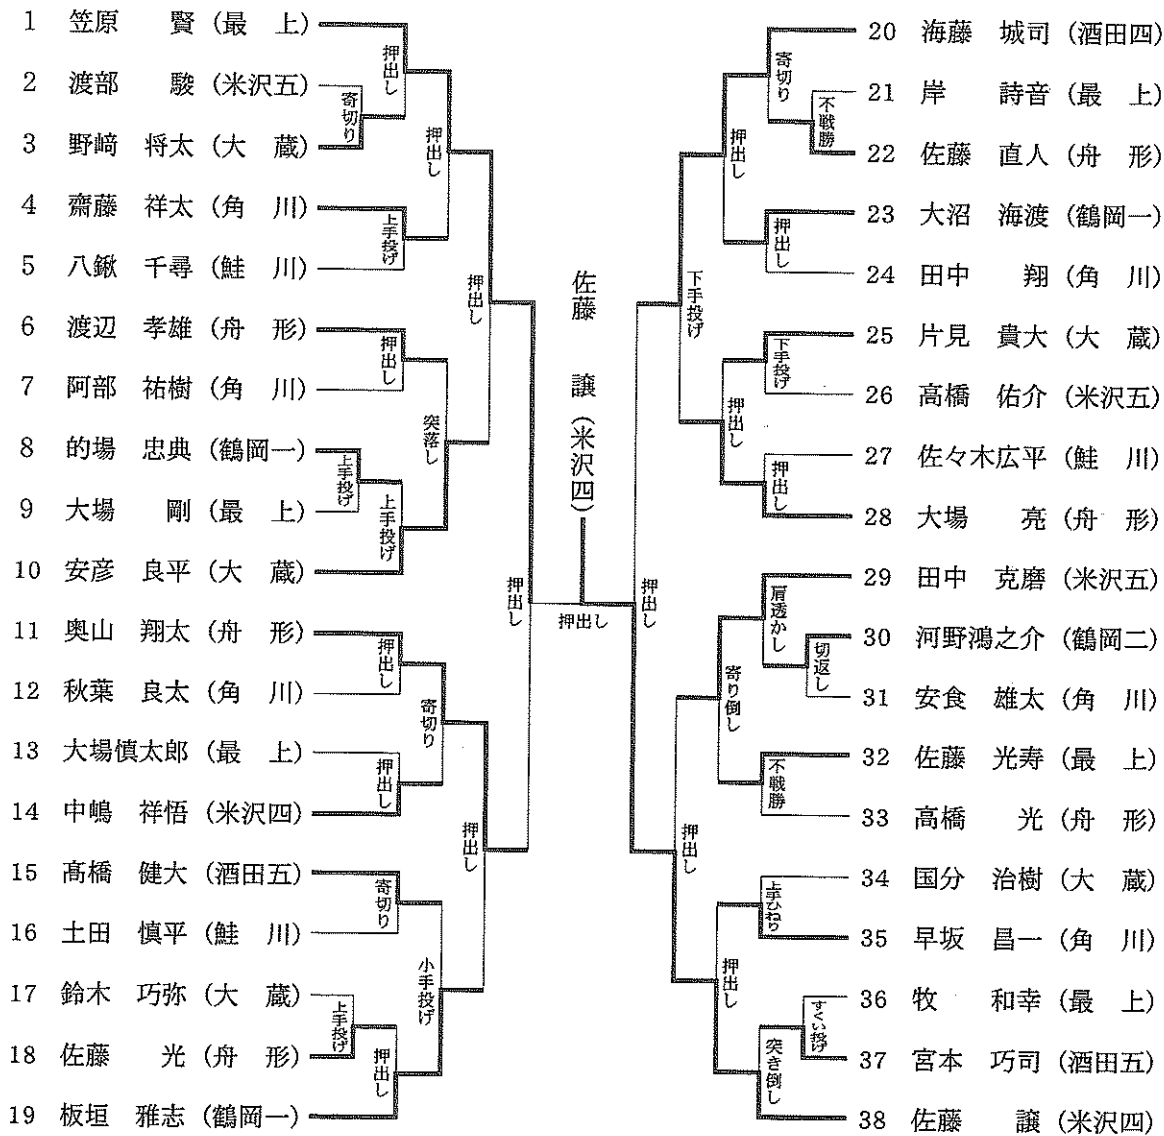 1 笠原 賢 (最 上)
2 渡部 駿 (米沢五)
3 野﨑 将太 (大 蔵)
4 齋藤 祥太 (角 川)
5 八鍬 千尋 (鮭 川)
6 渡辺 孝雄 (舟 形)
7 阿部 祐樹 (角 川)
8 的場 忠典 (鶴岡一)
9 大場 剛 (最 上)
10 安彦 良平 (大 蔵)
11 奥山 翔太 (舟 形)
12 秋葉 良太 (角 川)
13 大場慎太郎 (最 上)
14 中嶋 祥悟 (米沢四)
15 髙橋 健大 (酒田五)
16 土田 慎平 (鮭 川)
17 鈴木 巧弥 (大 蔵)
18 佐藤 光 (舟 形)
19 板垣 雅志 (鶴岡一)
押出し
寄切り
上手投げ
押出し
押出し
上手投げ
上手投げ
突落し
押出し
押出し
押出し
寄切り
寄切り
上手投げ
押出し
小手投げ
押出し
押出し
佐藤 譲 (米沢四)
押出し
20 海藤 城司 (酒田四)
21 岸 詩音 (最 上)
22 佐藤 直人 (舟 形)
23 大沼 海渡 (鶴岡一)
24 田中 翔 (角 川)
25 片見 貴大 (大 蔵)
26 高橋 佑介 (米沢五)
27 佐々木広平 (鮭 川)
28 大場 亮 (舟 形)
29 田中 克磨 (米沢五)
30 河野鴻之介 (鶴岡二)
31 安食 雄太 (角 川)
32 佐藤 光寿 (最 上)
33 高橋 光 (舟 形)
34 国分 治樹 (大 蔵)
35 早坂 昌一 (角 川)
36 牧 和幸 (最 上)
37 宮本 巧司 (酒田五)
38 佐藤 譲 (米沢四)
寄切り
不戦勝
押出し
押出し
下手投げ
下手投げ
押出し
押出し
押出し
肩透かし
切返し
寄り倒し
不戦勝
押出し
上手ひねり
押出し
すくい投げ
突き倒し